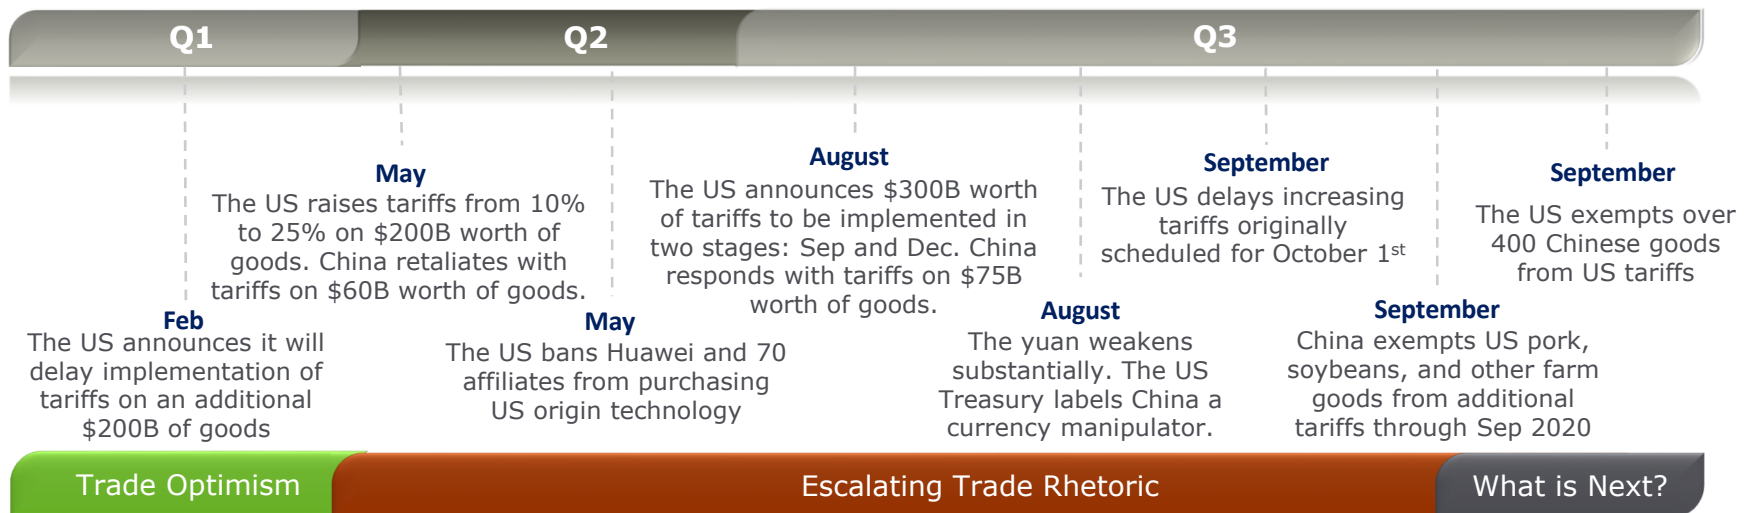 Q1
Q2
Q3
Feb
The US announces it will
delay implementation of
tariffs on an additional
$200B of goods
May
The US raises tariffs from 10%
to 25% on $200B worth of
goods. China retaliates with
tariffs on $60B worth of goods.
May
The US bans Huawei and 70
affiliates from purchasing
US origin technology
August
The US announces $300B worth
of tariffs to be implemented in
two stages: Sep and Dec. China
responds with tariffs on $75B
worth of goods.
August
The yuan weakens
substantially. The US
Treasury labels China a
currency manipulator.
September
The US delays increasing
tariffs originally
scheduled for October 1st
September
China exempts US pork,
soybeans, and other farm
goods from additional
tariffs through Sep 2020
September
The US exempts over
400 Chinese goods
from US tariffs
Trade Optimism
Escalating Trade Rhetoric
What is Next?